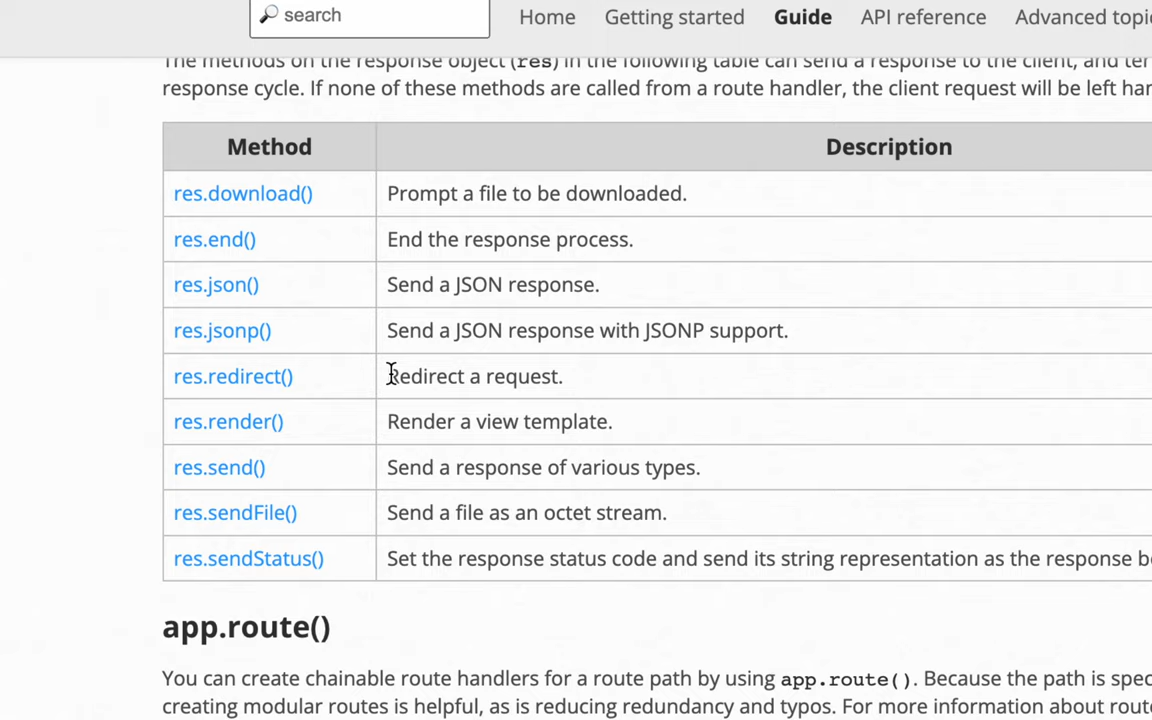 search
Home Getting started Guide API reference Advanced
The methods on the response object (res) in the following table can send a response to the client, and
response cycle. If none of these methods are called from a route handler, the client request will be left
Method Description
res.download() Prompt a file to be downloaded.
res.end() End the response process.
res.json() Send a JSON response.
res.jsonp() Send a JSON response with JSONP support.
res.redirect() Redirect a request.
res.render() Render a view template.
res.send() Send a response of various types.
res.sendFile() Send a file as an octet stream.
res.sendStatus() Set the response status code and send its string representation as the response
app.route()
You can create chainable route handlers for a route path by using app.route(). Because the path is
creating modular routes is helpful, as is reducing redundancy and typos. For more information about